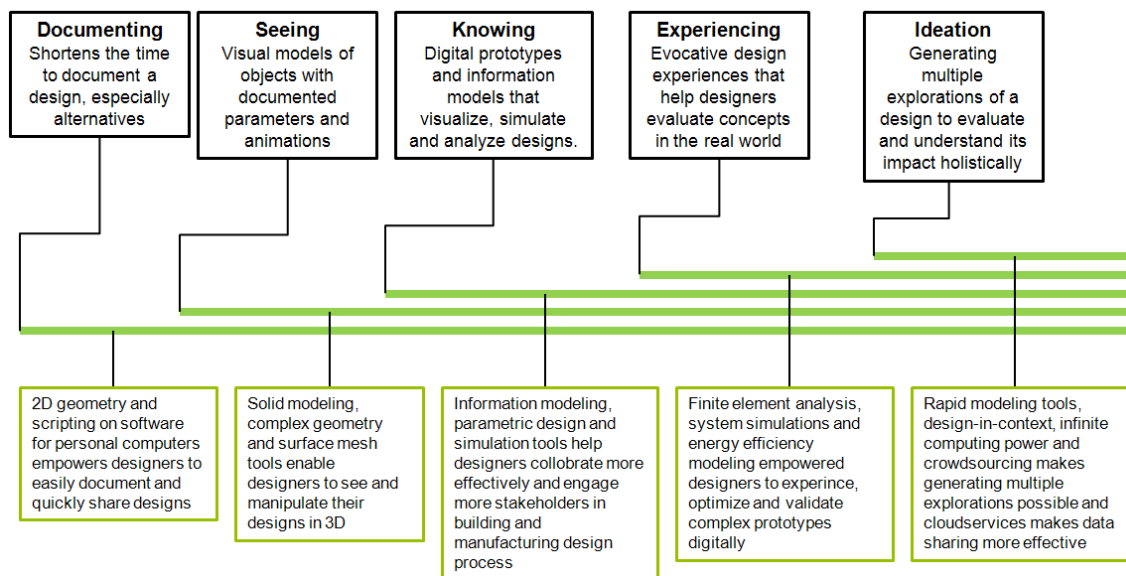 Documenting
Shortens the time
to document a
design, especially
alternatives
Seeing
Visual models of
objects with
documented
parameters and
animations
Knowing
Digital prototypes
and information
models that
visualize, simulate
and analyze designs.
Experiencing
Evocative design
experiences that
help designers
evaluate concepts
in the real world
Ideation
Generating
multiple
explorations of a
design to evaluate
and understand its
impact holistically
2D geometry and
scripting on software
for personal computers
empowers designers to
easily document and
quickly share designs
Solid modeling,
complex geometry
and surface mesh
tools enable
designers to see and
manipulate their
designs in 3D
Information modeling,
parametric design and
simulation tools help
designers collobrate more
effectively and engage
more stakeholders in
building and
manufacturing design
process
Finite element analysis,
system simulations and
energy efficiency
modeling empowered
designers to experince,
optimize and validate
complex prototypes
digitally
Rapid modeling tools,
design-in-context, infinite
computing power and
crowdsourcing makes
generating multiple
explorations possible and
cloudservices makes data
sharing more effective